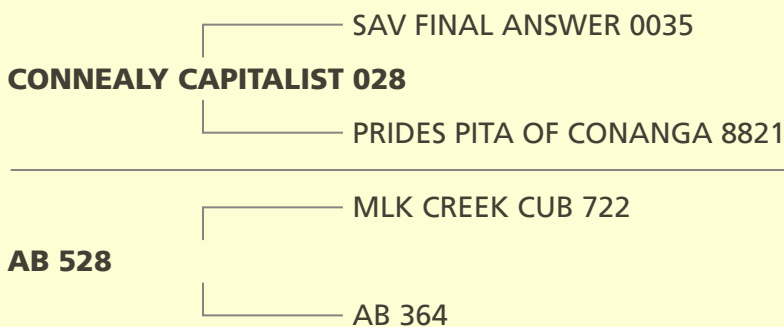 SAV FINAL ANSWER 0035
CONNEALY CAPITALIST 028
PRIDES PITA OF CONANGA 8821
MLK CREEK CUB 722
AB 528
AB 364